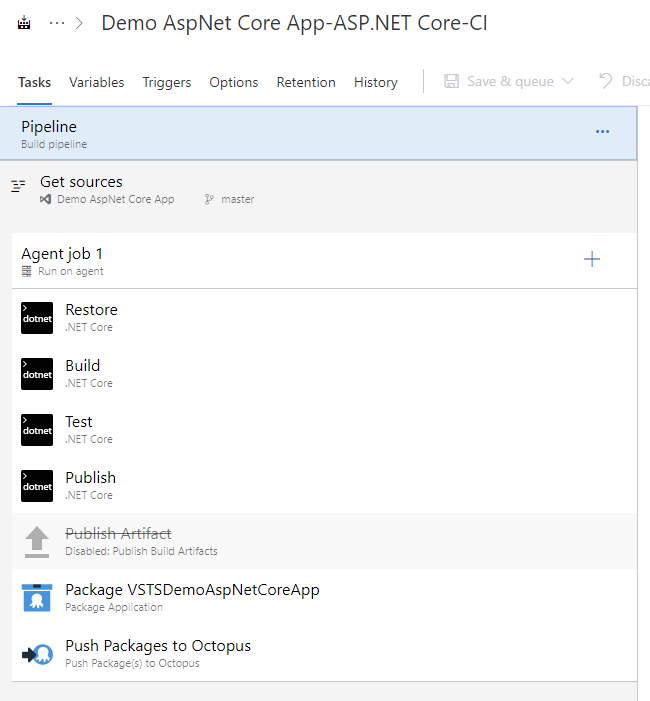 ... > Demo AspNet Core App-ASP.NET Core-CI
Tasks Variables Triggers Options Retention History Save & queue Disca
Pipeline
Build pipeline
Get sources
Demo AspNet Core App master
Agent job 1
Run on agent
dotnet Restore
.NET Core
dotnet Build
.NET Core
dotnet Test
.NET Core
dotnet Publish
.NET Core
Publish Artifact
Disabled: Publish Build Artifacts
Package VSTSDemoAspNetCoreApp
Package Application
Push Packages to Octopus
Push Package(s) to Octopus